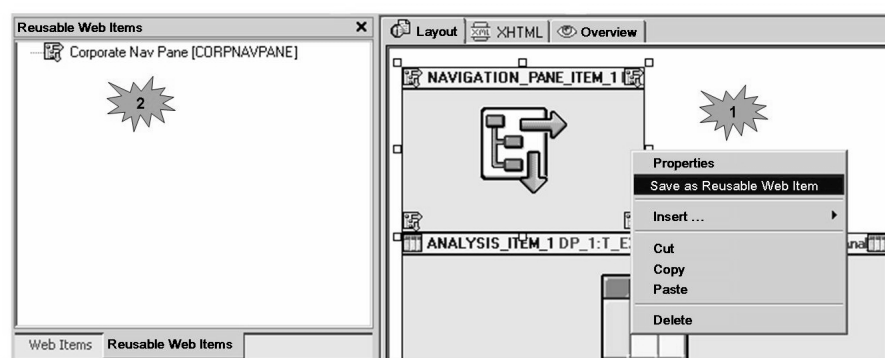 Reusable Web Items
Corporate Nav Pane [CORPNAVPANE]
2
Web Items Reusable Web Items
Layout XHTML Overview
NAVIGATION_PANE_ITEM_1
1
Properties
Save as Reusable Web Item
Insert ...
Cut
Copy
Paste
Delete
ANALYSIS_ITEM_1 DP_1:T_E